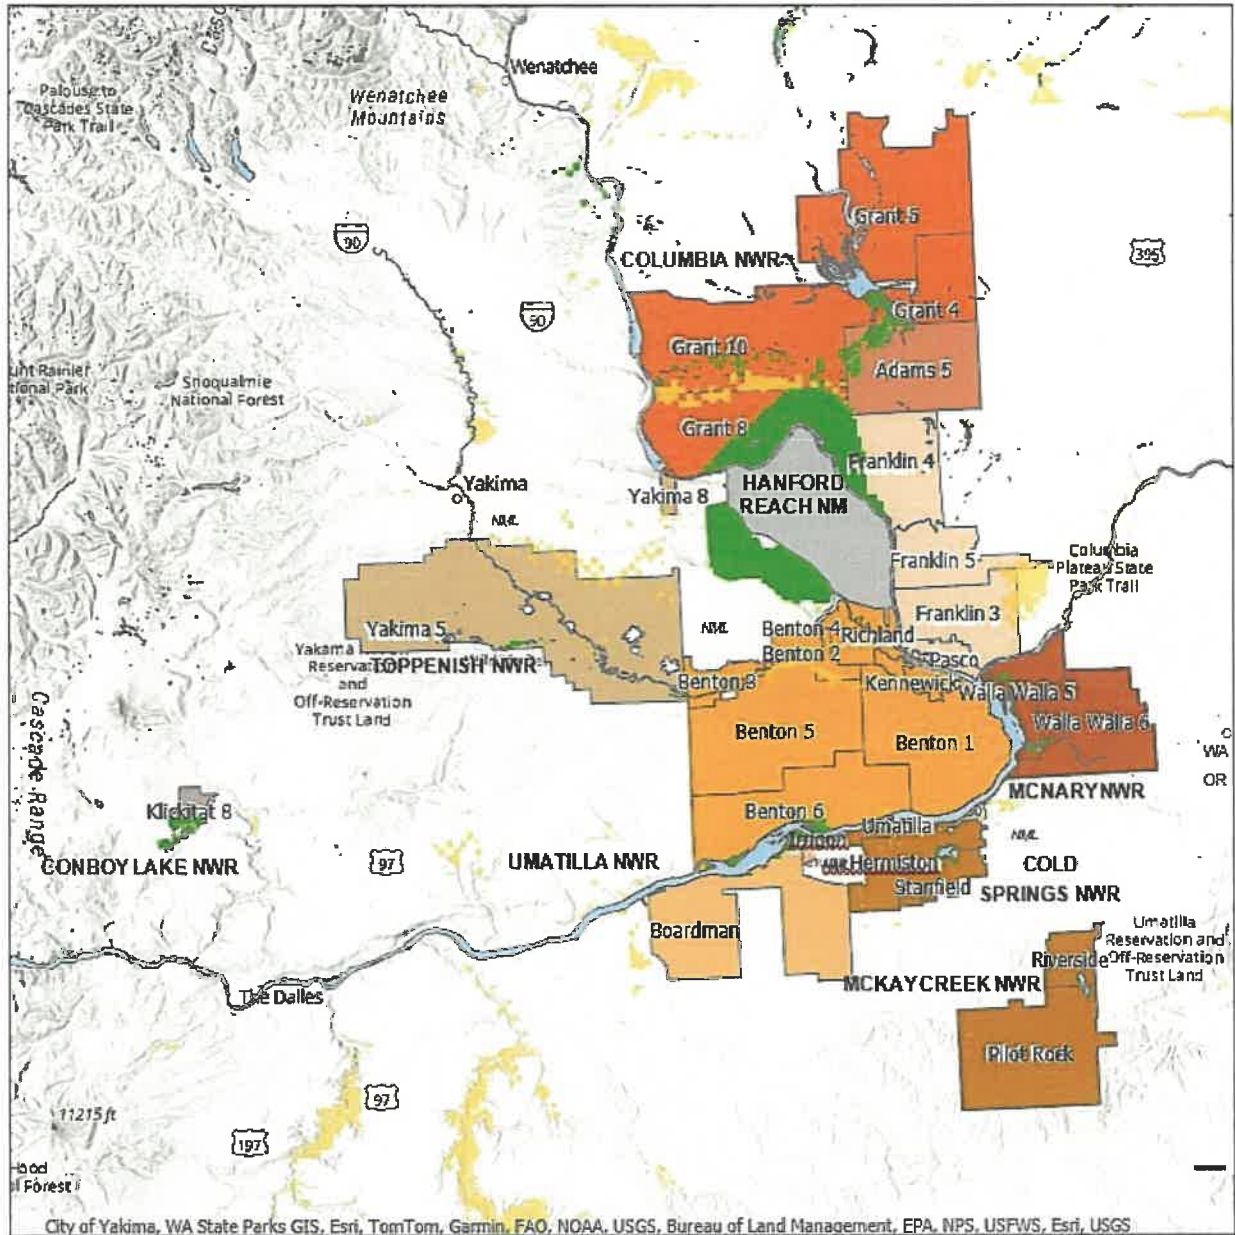 Wenatchee
Palouse to
Cascades State
Park Trail
Wenatchee
Mountains
Grant 5
90
COLUMBIA NWR
395
90
Grant 4
Grant 10
Adams 5
Snoqualmie
National Forest
Grant 8
Franklin 4
Yakima
HANFORD
REACH NM
Yakima 8
Franklin 5
Columbia
Plateau State
Park Trail
Franklin 3
Yakima 5
Benton 4
Richland
Benton 2
Pasco
Yakama
TOPPENISH NWR
and
Off-Reservation
Trust Land
Benton 3
Kennewick
Walla Walla 5
Walla Walla 6
Benton 5
Benton 1
WA
OR
Cascade Range
MCNARY NWR
Klickitat 8
Benton 6
Umatilla
CONBOY LAKE NWR
97
UMATILLA NWR
Hermiston
COLD
SPRINGS NWR
Stanfield
Boardman
Umatilla
Reservation and
Off-Reservation
Trust Land
Riverside
MCKAY CREEK NWR
The Dalles
Pilot Rock
97
11215 ft
197
Forest
City of Yakima, WA State Parks GIS, Esri, TomTom, Garmin, FAO, NOAA, USGS, Bureau of Land Management, EPA, NPS, USFWS, Esri, USGS